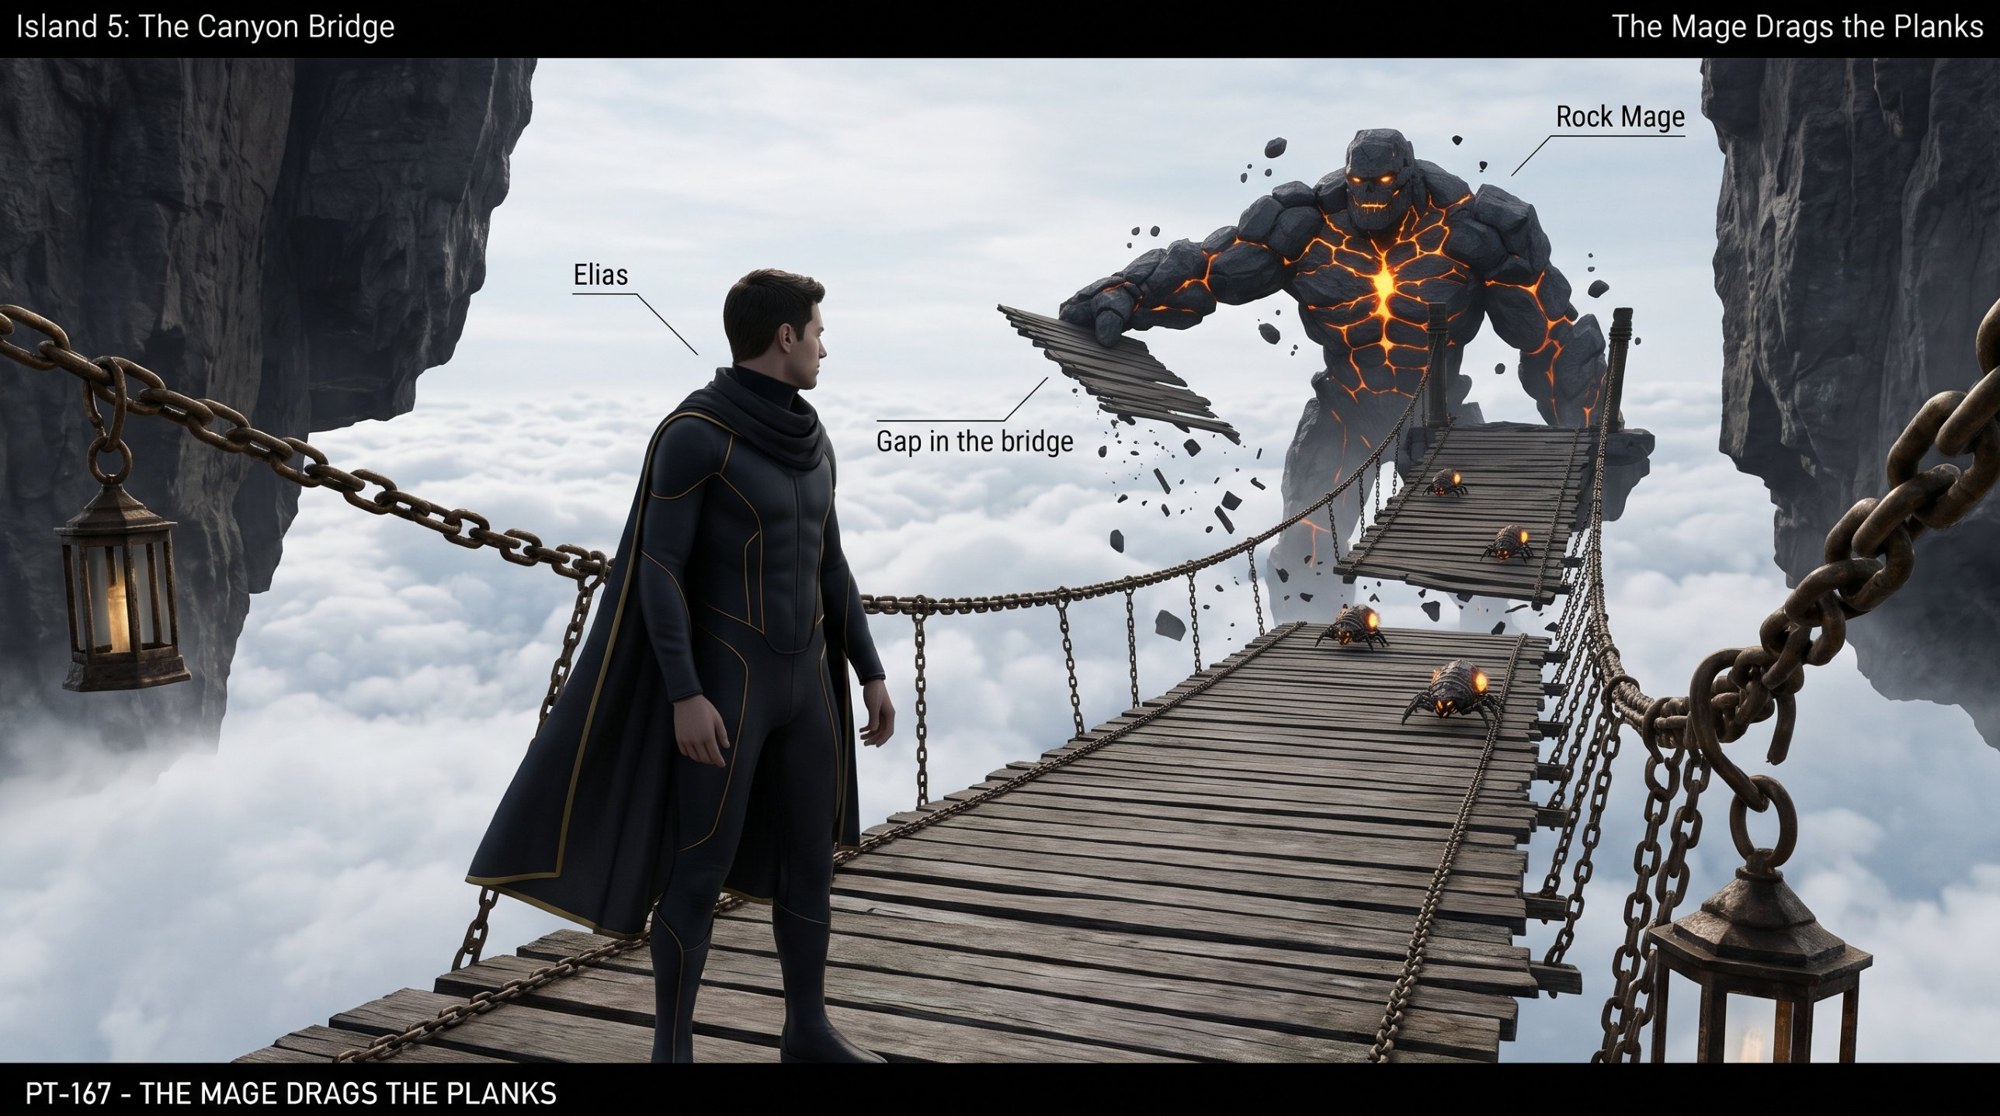 Island 5: The Canyon Bridge
The Mage Drags the Planks
Rock Mage
Elias
Gap in the bridge
PT-167 - THE MAGE DRAGS THE PLANKS